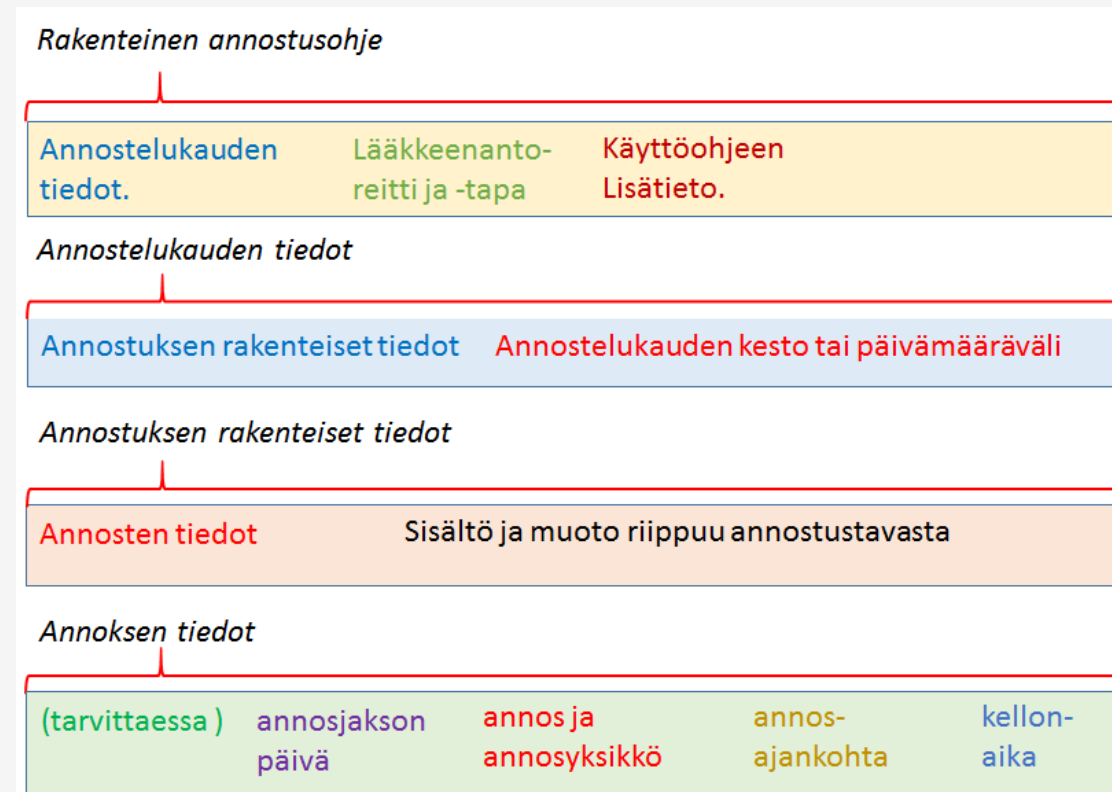 Rakenteinen annostusohje
Annostelukauden Lääkkeenanto- Käyttöohjeen
tiedot. reitti ja -tapa Lisätieto.
Annostelukauden tiedot
Annostuksen rakenteiset tiedot Annostelukauden kesto tai päivämääräväli
Annostuksen rakenteiset tiedot
Annosten tiedot Sisältö ja muoto riippuu annostustavasta
Annoksen tiedot
(tarvittaessa ) annosjakson annos ja annos- kellon-
päivä annosyksikkö ajankohta aika